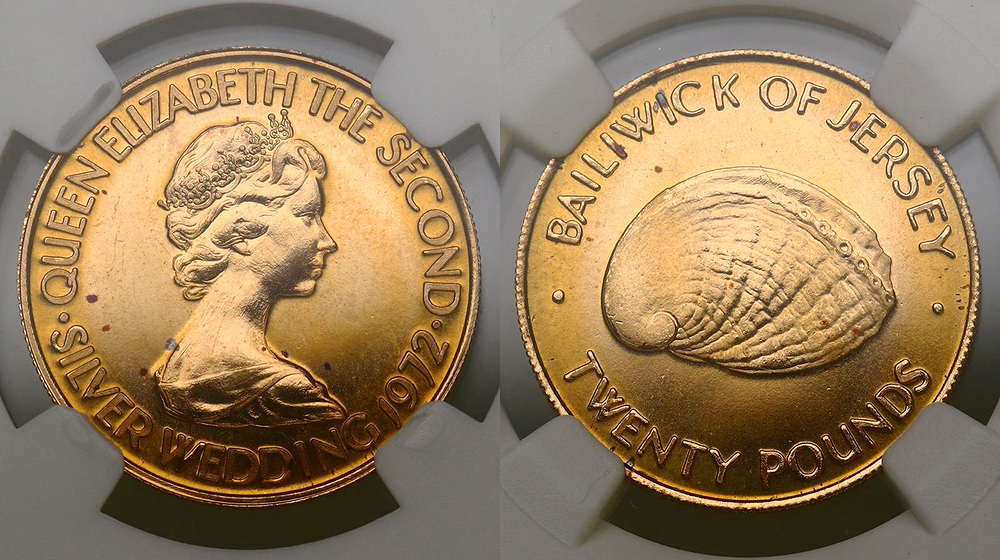 · QUEEN ELIZABETH THE SECOND ·
SILVER WEDDING 1972
BAILIWICK OF JERSEY
TWENTY POUNDS